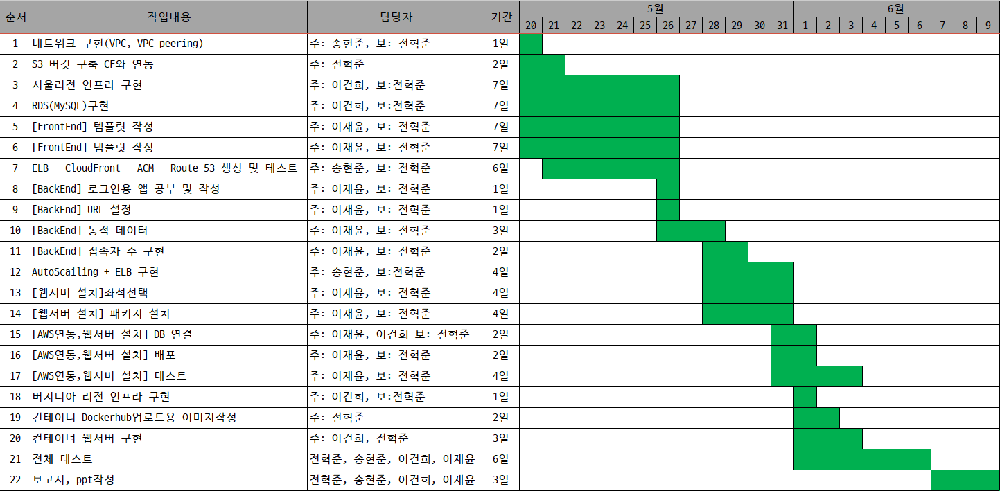 순서 작업내용 담당자 기간 5월 6월
20 21 22 23 24 25 26 27 28 29 30 31 1 2 3 4 5 6 7 8 9
1 네트워크 구현(VPC, VPC peering) 주: 송현준, 보: 전혁준 1일
2 S3 버킷 구축 CF와 연동 주: 전혁준 2일
3 서울리전 인프라 구현 주: 이건희, 보:전혁준 7일
4 RDS(MySQL)구현 주: 이건희, 보:전혁준 7일
5 [FrontEnd] 템플릿 작성 주: 이재윤, 보: 전혁준 7일
6 [FrontEnd] 템플릿 작성 주: 이재윤, 보: 전혁준 7일
7 ELB - CloudFront - ACM - Route 53 생성 및 테스트 주: 송현준, 보: 전혁준 6일
8 [BackEnd] 로그인용 앱 공부 및 작성 주: 이재윤, 보: 전혁준 1일
9 [BackEnd] URL 설정 주: 이재윤, 보: 전혁준 1일
10 [BackEnd] 동적 데이터 주: 이재윤, 보: 전혁준 3일
11 [BackEnd] 접속자 수 구현 주: 이재윤, 보: 전혁준 2일
12 AutoScailing + ELB 구현 주: 송현준, 보:전혁준 4일
13 [웹서버 설치]좌석선택 주: 이재윤, 보: 전혁준 4일
14 [웹서버 설치] 패키지 설치 주: 이재윤, 보: 전혁준 4일
15 [AWS연동,웹서버 설치] DB 연결 주: 이재윤, 이건희 보: 전혁준 2일
16 [AWS연동,웹서버 설치] 배포 주: 이재윤, 보: 전혁준 2일
17 [AWS연동,웹서버 설치] 테스트 주: 이재윤, 보: 전혁준 4일
18 버지니아 리전 인프라 구현 주: 이건희, 보:전혁준 1일
19 컨테이너 Dockerhub업로드용 이미지작성 주: 전혁준 2일
20 컨테이너 웹서버 구현 주: 이건희, 전혁준 3일
21 전체 테스트 전혁준, 송현준, 이건희, 이재윤 6일
22 보고서, ppt작성 전혁준, 송현준, 이건희, 이재윤 3일